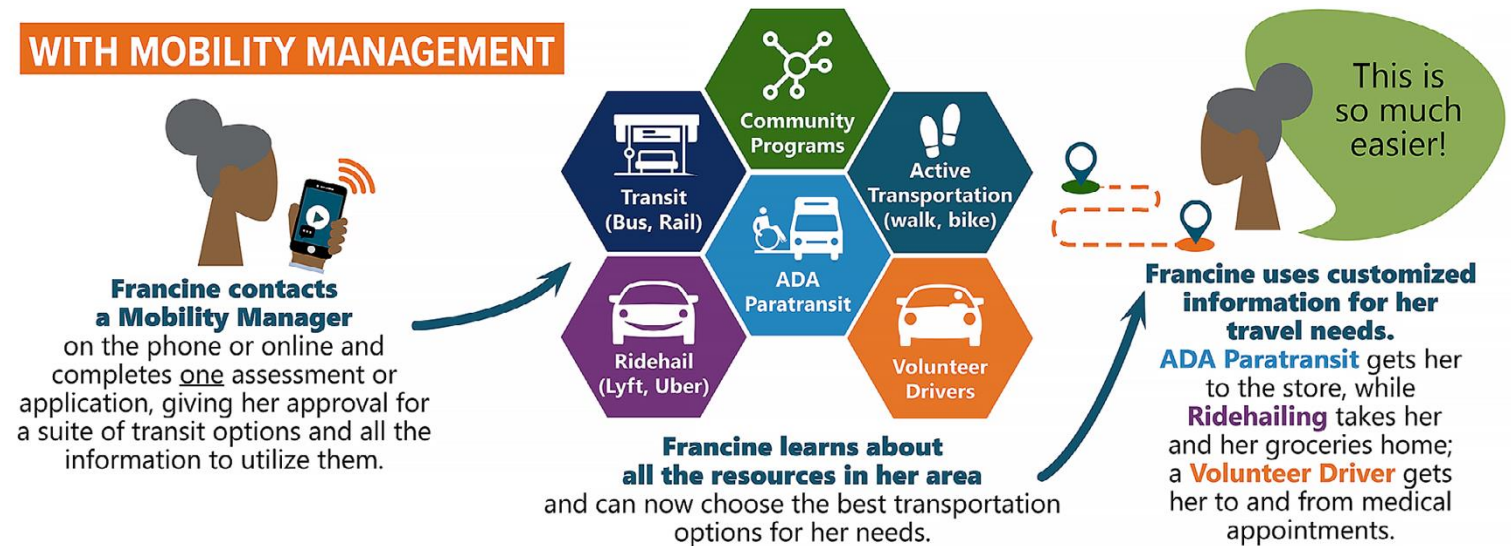 WITH MOBILITY MANAGEMENT
Francine contacts
a Mobility Manager
on the phone or online and
completes one assessment or
application, giving her approval for
a suite of transit options and all the
information to utilize them.
Community
Programs
Transit
(Bus, Rail)
Active
Transportation
(walk, bike)
ADA
Paratransit
Ridehail
(Lyft, Uber)
Volunteer
Drivers
Francine learns about
all the resources in her area
and can now choose the best transportation
options for her needs.
This is
so much
easier!
Francine uses customized
information for her
travel needs.
ADA Paratransit gets her
to the store, while
Ridehailing takes her
and her groceries home;
a Volunteer Driver gets
her to and from medical
appointments.